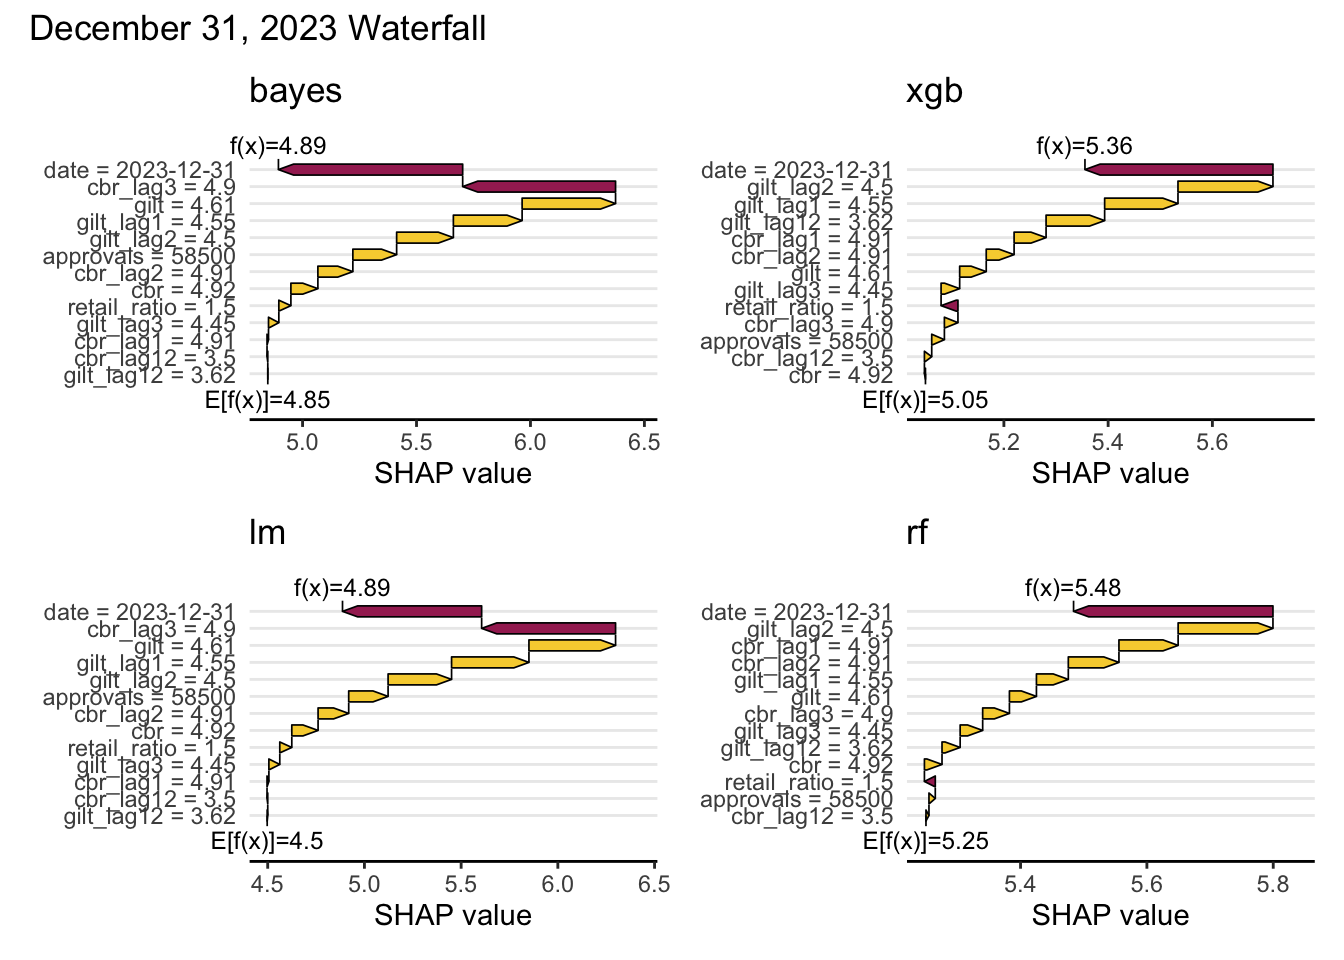 December 31, 2023 Waterfall
bayes
f(x)=4.89
date = 2023-12-31
cbr_lag3 = 4.9
gilt = 4.61
gilt_lag1 = 4.55
gilt_lag2 = 4.5
approvals = 58500
cbr_lag2 = 4.91
cbr = 4.92
retail_ratio = 1.5
gilt_lag3 = 4.45
cbr_lag1 = 4.91
cbr_lag12 = 3.5
gilt_lag12 = 3.62
E[f(x)]=4.85
5.0 5.5 6.0 6.5
SHAP value
xgb
f(x)=5.36
date = 2023-12-31
gilt_lag2 = 4.5
gilt_lag1 = 4.55
gilt_lag12 = 3.62
cbr_lag1 = 4.91
cbr_lag2 = 4.91
gilt = 4.61
gilt_lag3 = 4.45
retail_ratio = 1.5
cbr_lag3 = 4.9
approvals = 58500
cbr_lag12 = 3.5
cbr = 4.92
E[f(x)]=5.05
5.2 5.4 5.6
SHAP value
lm
f(x)=4.89
date = 2023-12-31
cbr_lag3 = 4.9
gilt = 4.61
gilt_lag1 = 4.55
gilt_lag2 = 4.5
approvals = 58500
cbr_lag2 = 4.91
cbr = 4.92
retail_ratio = 1.5
gilt_lag3 = 4.45
cbr_lag1 = 4.91
cbr_lag12 = 3.5
gilt_lag12 = 3.62
E[f(x)]=4.5
4.5 5.0 5.5 6.0 6.5
SHAP value
rf
f(x)=5.48
date = 2023-12-31
gilt_lag2 = 4.5
cbr_lag1 = 4.91
cbr_lag2 = 4.91
gilt_lag1 = 4.55
gilt = 4.61
cbr_lag3 = 4.9
gilt_lag3 = 4.45
gilt_lag12 = 3.62
cbr = 4.92
retail_ratio = 1.5
approvals = 58500
cbr_lag12 = 3.5
E[f(x)]=5.25
5.4 5.6 5.8
SHAP value